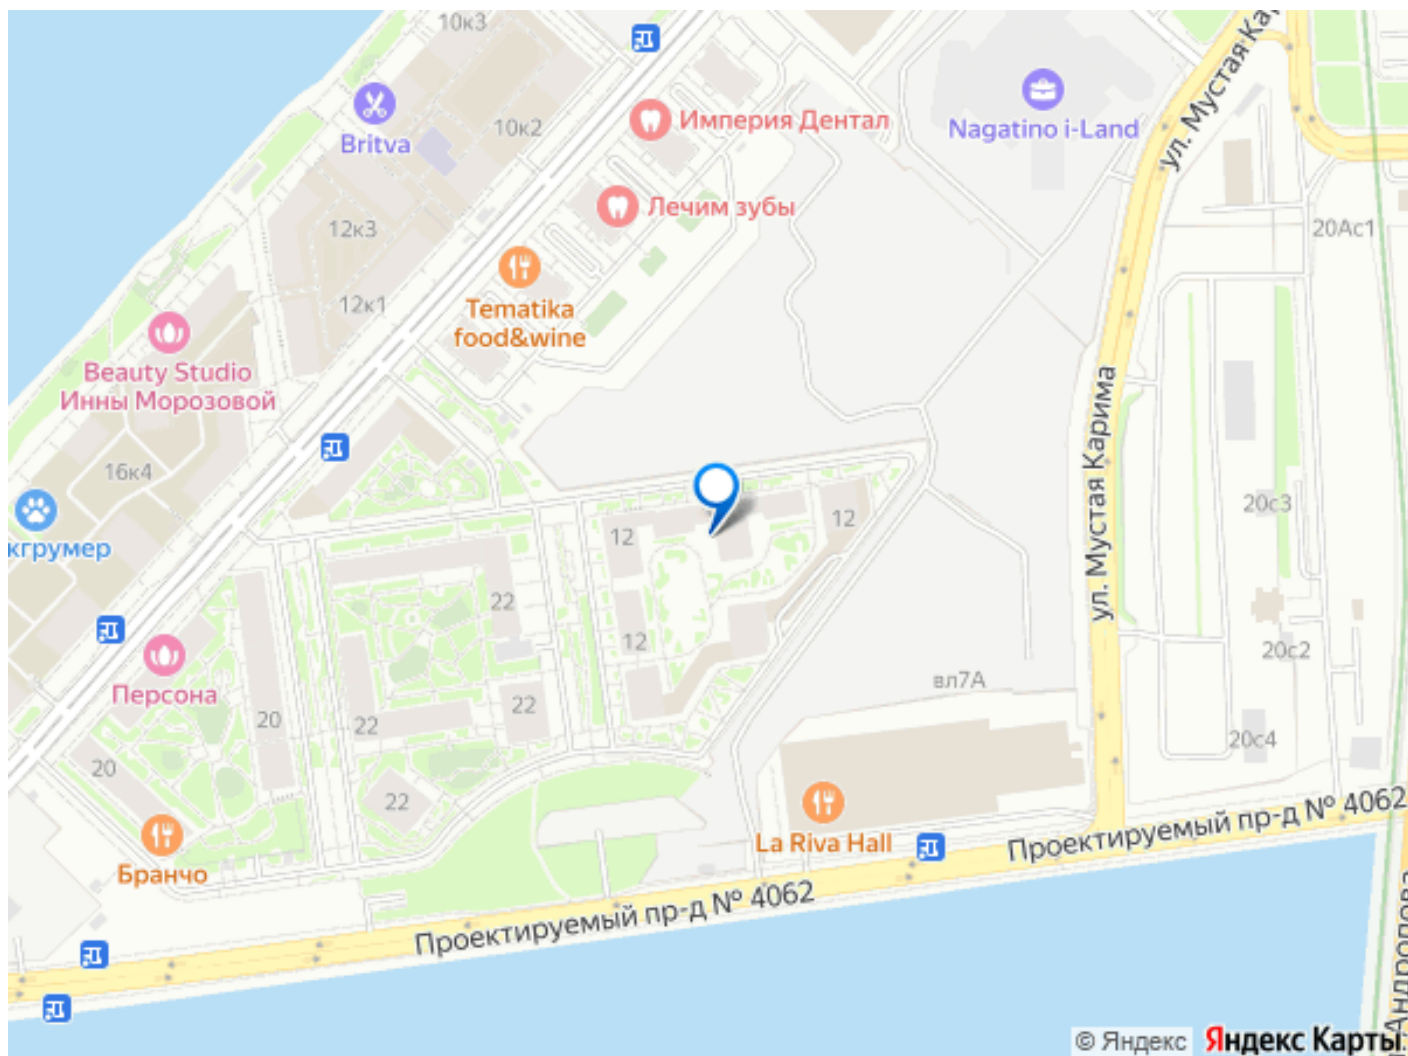 10к3
Britva
10к2
Империя Дентал
Nagatino i-Land
ул. Мустая Кар
Лечим зубы
12к3
20Ас1
12к1
Tematika
food&wine
Beauty Studio
Инны Морозовой
16к4
кгрумер
12
12
20с3
ул. Мустая Карима
22
12
20с2
Персона
вл7А
20
22
22
20с4
20
22
La Riva Hall
Проектируемый пр-д № 4062
Бранчо
Проектируемый пр-д № 4062
Андропова
© Яндекс Яндекс Карты